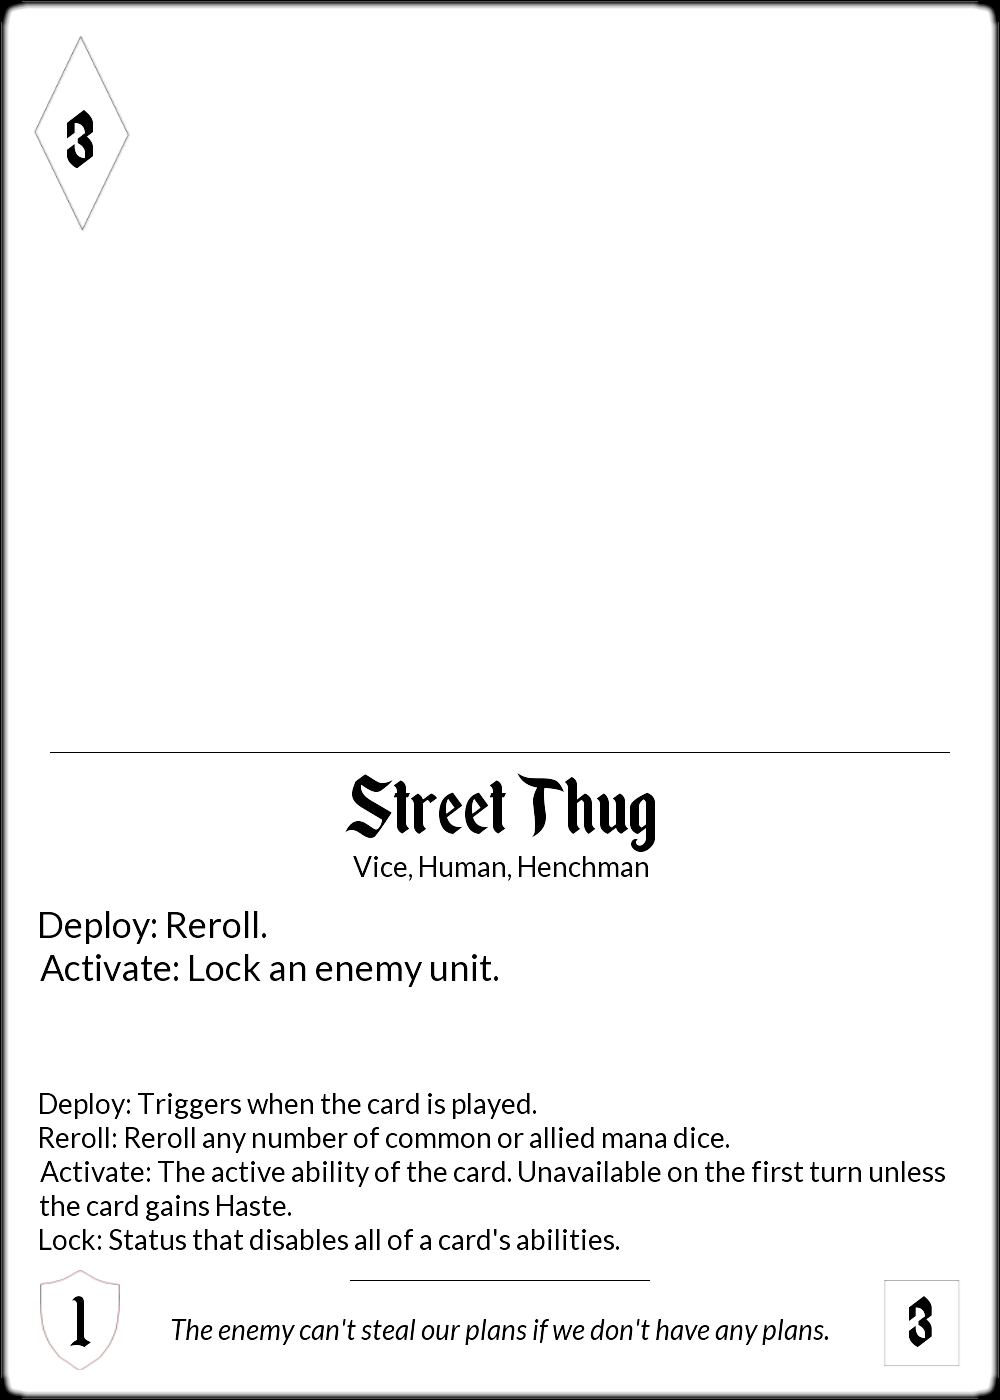 3
Street Thug
Vice, Human, Henchman
Deploy: Reroll.
Activate: Lock an enemy unit.
Deploy: Triggers when the card is played.
Reroll: Reroll any number of common or allied mana dice.
Activate: The active ability of the card. Unavailable on the first turn unless
the card gains Haste.
Lock: Status that disables all of a card's abilities.
1
The enemy can't steal our plans if we don't have any plans.
3